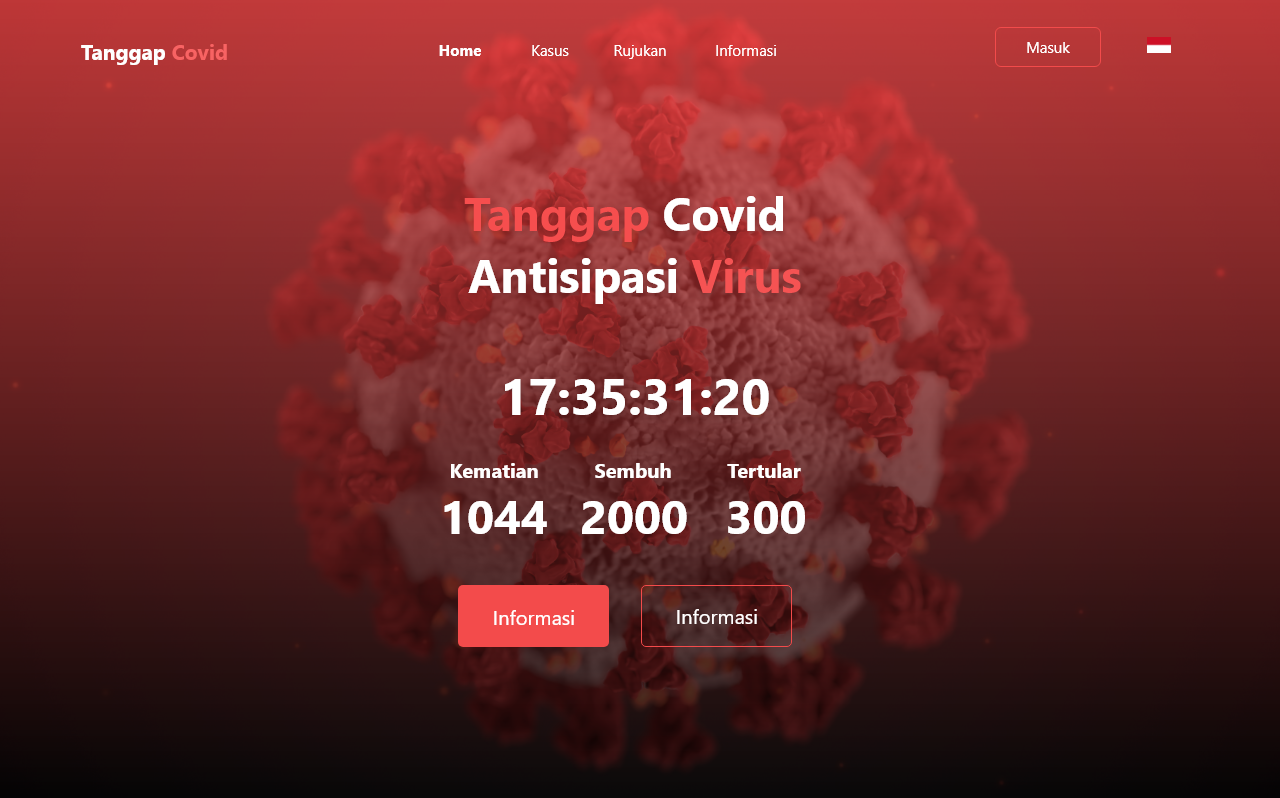 Tanggap Covid
Home Kasus Rujukan Informasi
Masuk
Tanggap Covid
Antisipasi Virus
17:35:31:20
Kematian Sembuh Tertular
1044 2000 300
Informasi Informasi